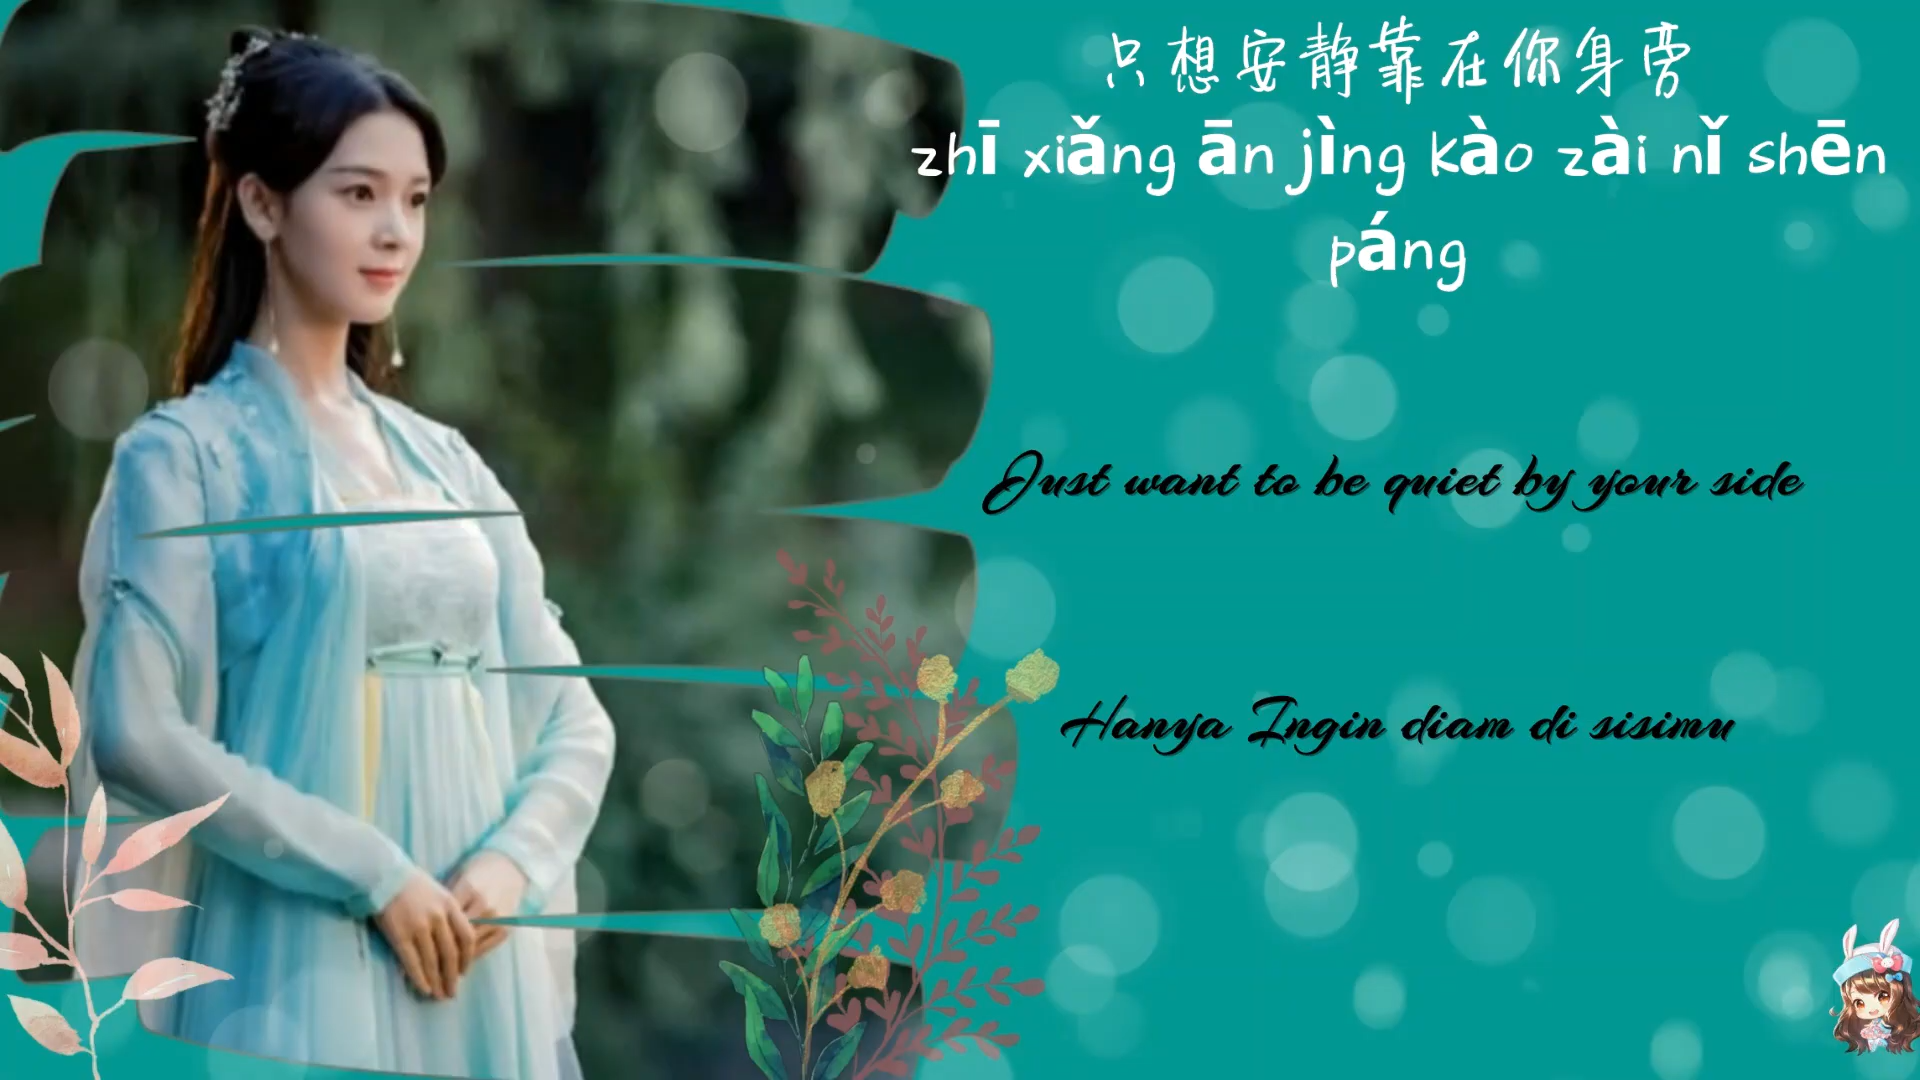 只想安静靠在你身旁
zhī xiǎng ān jìng kào zài nǐ shēn
páng
Just want to be quiet by your side
Hanya Ingin diam di sisimu